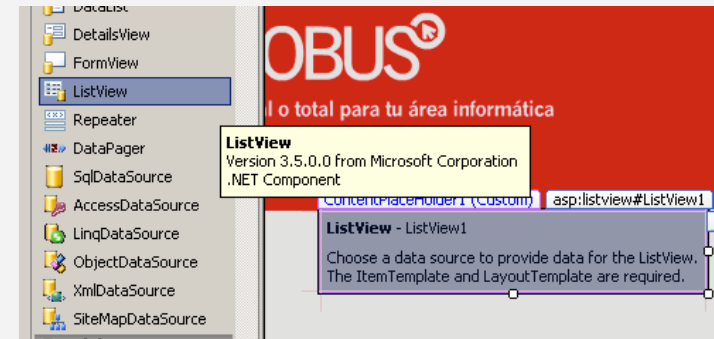 DataList
DetailsView
FormView
ListView
Repeater
DataPager
SqlDataSource
AccessDataSource
LinqDataSource
ObjectDataSource
XmlDataSource
SiteMapDataSource
OBUS
l o total para tu área informática
ListView
Version 3.5.0.0 from Microsoft Corporation
.NET Component
ContentPlaceHolder1 (Custom)
asp:listview#ListView1
ListView - ListView1
Choose a data source to provide data for the ListView.
The ItemTemplate and LayoutTemplate are required.